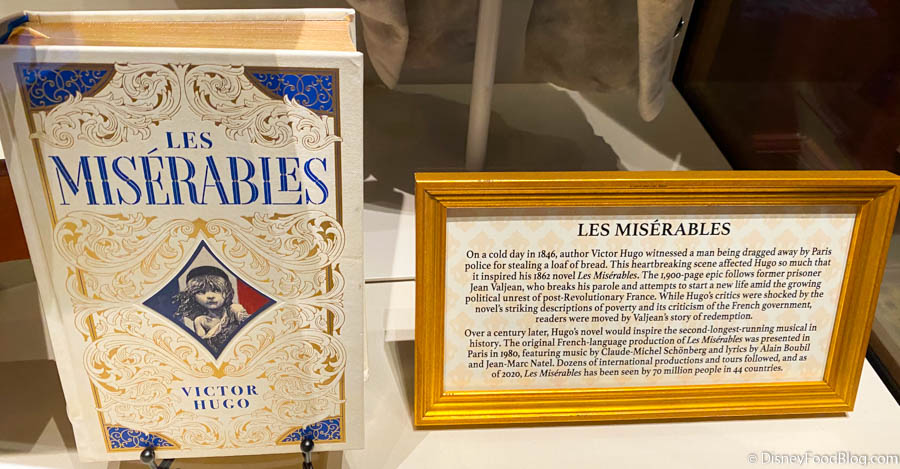 LES
MISÉRABLES
VICTOR
HUGO
LES MISÉRABLES
On a cold day in 1846, author Victor Hugo witnessed a man being dragged away by Paris
police for stealing a loaf of bread. This heartbreaking scene affected Hugo so much that
it inspired his 1862 novel Les Misérables. The 1,900-page epic follows former prisoner
Jean Valjean, who breaks his parole and attempts to start a new life amid the growing
political unrest of post-Revolutionary France. While Hugo's critics were shocked by the
novel's striking descriptions of poverty and its criticism of the French government,
readers were moved by Valjean's story of redemption.
Over a century later, Hugo's novel would inspire the second-longest-running musical in
history. The original French-language production of Les Misérables was presented in
Paris in 1980, featuring music by Claude-Michel Schönberg and lyrics by Alain Boubil
and Jean-Marc Natel. Dozens of international productions and tours followed, and as
of 2020, Les Misérables has been seen by 70 million people in 44 countries.
© DisneyFoodBlog.com